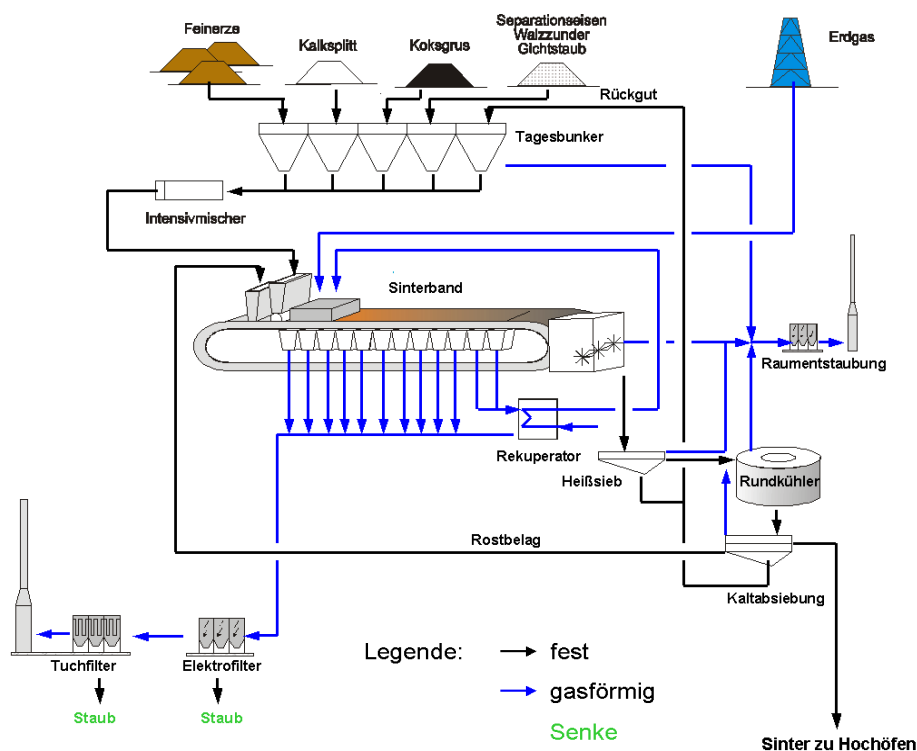 Feinerze
Kalksplitt
Koksgrus
Separationseisen
Walzzunder
Gichtstaub
Erdgas
Rückgut
Tagesbunker
Intensivmischer
Sinterband
Raumentstaubung
Rekuperator
Heißsieb
Rundkühler
Rostbelag
Kaltabsiebung
Tuchfilter
Elektrofilter
Staub
Staub
Legende:
fest
gasförmig
Senke
Sinter zu Hochöfen